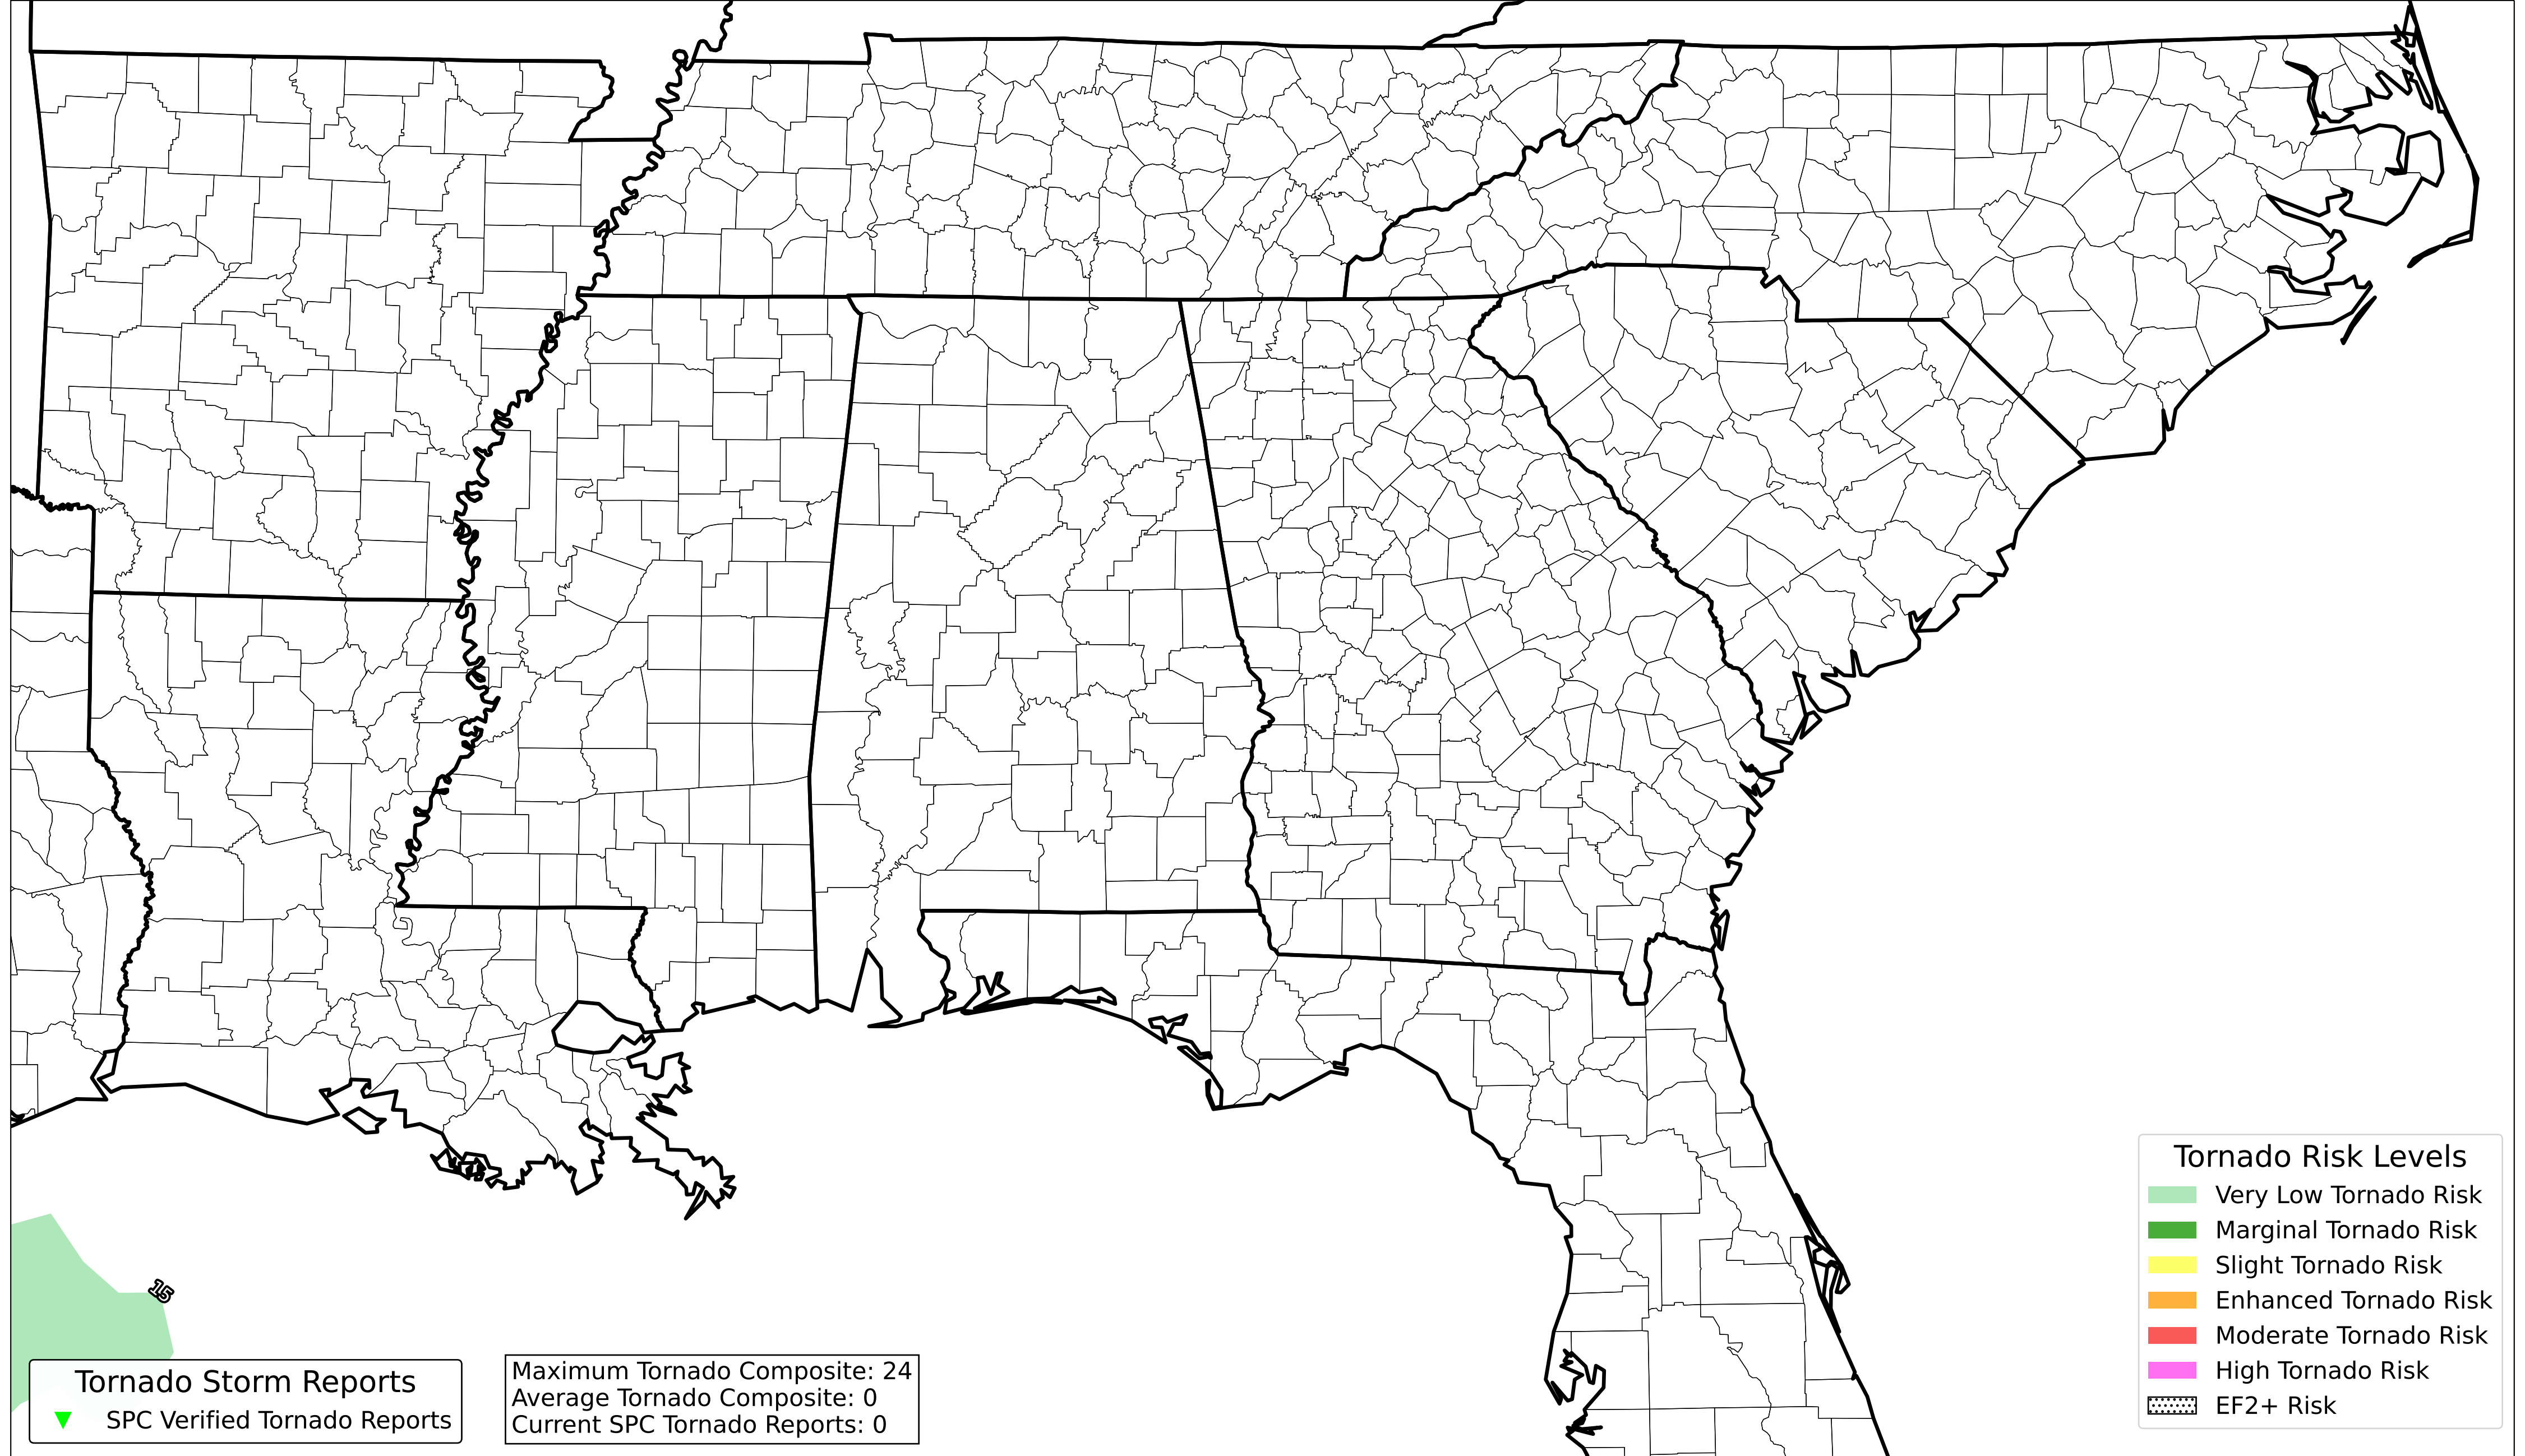 15
Tornado Storm Reports
SPC Verified Tornado Reports
Maximum Tornado Composite: 24
Average Tornado Composite: 0
Current SPC Tornado Reports: 0
Tornado Risk Levels
Very Low Tornado Risk
Marginal Tornado Risk
Slight Tornado Risk
Enhanced Tornado Risk
Moderate Tornado Risk
High Tornado Risk
EF2+ Risk